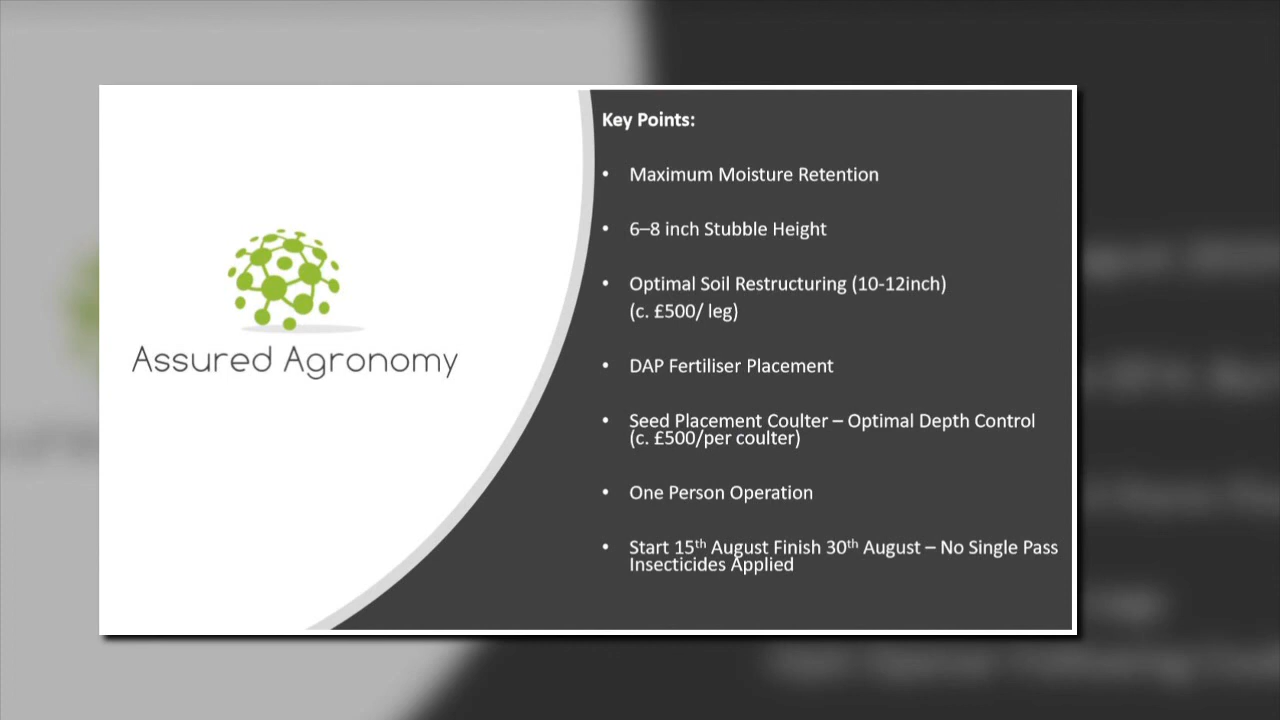 Assured Agronomy
Key Points:
• Maximum Moisture Retention
• 6–8 inch Stubble Height
• Optimal Soil Restructuring (10-12inch)
(c. £500/ leg)
• DAP Fertiliser Placement
• Seed Placement Coulter – Optimal Depth Control
(c. £500/per coulter)
• One Person Operation
• Start 15th August Finish 30th August – No Single Pass
Insecticides Applied